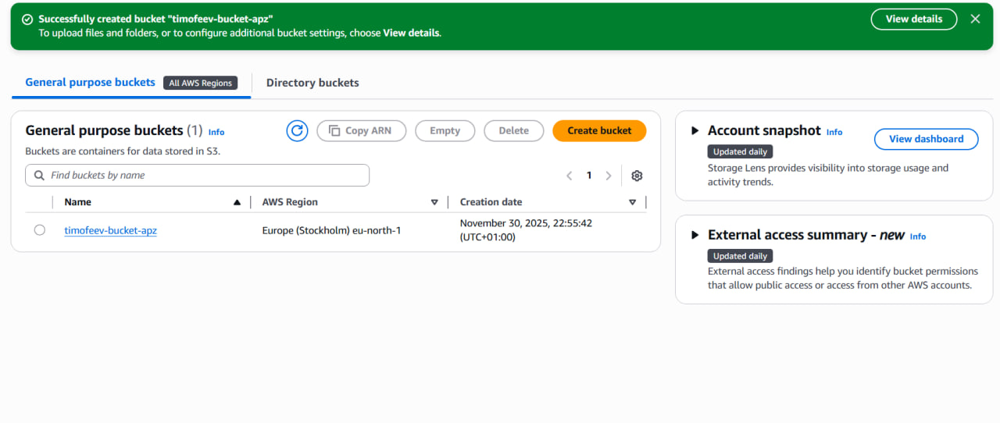 Successfully created bucket "timofeev-bucket-apz"
To upload files and folders, or to configure additional bucket settings, choose View details.
View details
General purpose buckets
All AWS Regions
Directory buckets
General purpose buckets (1) Info
Copy ARN
Empty
Delete
Create bucket
Buckets are containers for data stored in S3.
Find buckets by name
1
Name
AWS Region
Creation date
timofeev-bucket-apz
Europe (Stockholm) eu-north-1
November 30, 2025, 22:55:42
(UTC+01:00)
Account snapshot Info
View dashboard
Updated daily
Storage Lens provides visibility into storage usage and
activity trends.
External access summary - new Info
Updated daily
External access findings help you identify bucket permissions
that allow public access or access from other AWS accounts.